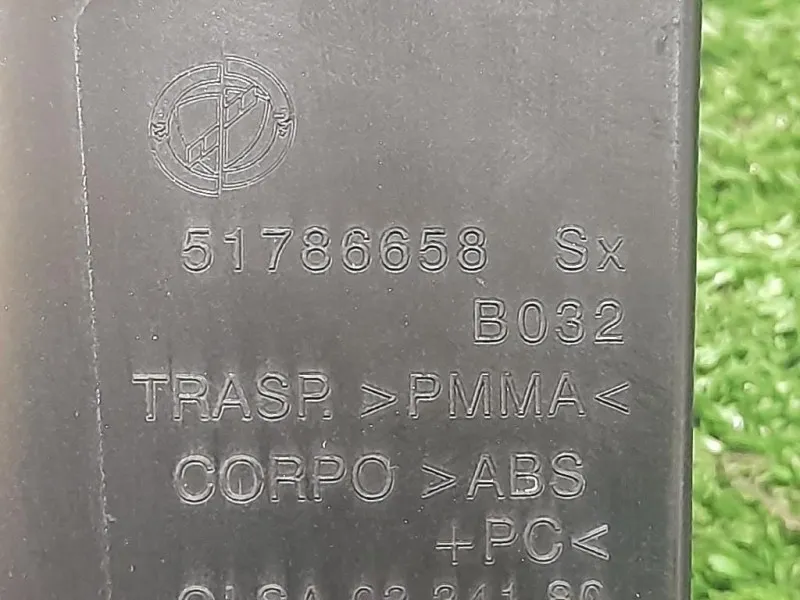 51786658 Sx
B032
TRASP. >PMMA<
CORPO >ABS
+PC<